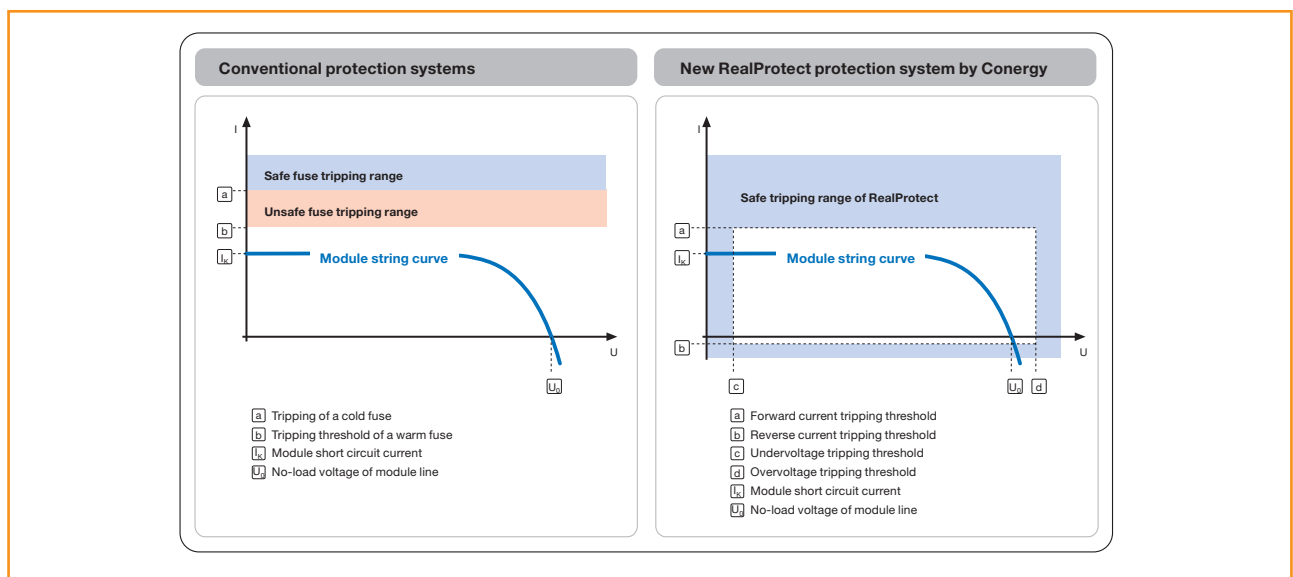 Conventional protection systems
I
Safe fuse tripping range
a
Unsafe fuse tripping range
b
IK
Module string curve
U
U0
a Tripping of a cold fuse
b Tripping threshold of a warm fuse
IK Module short circuit current
U0 No-load voltage of module line
New RealProtect protection system by Conergy
I
Safe tripping range of RealProtect
a
IK
Module string curve
b
U
c
U0
d
a Forward current tripping threshold
b Reverse current tripping threshold
c Undervoltage tripping threshold
d Overvoltage tripping threshold
IK Module short circuit current
U0 No-load voltage of module line